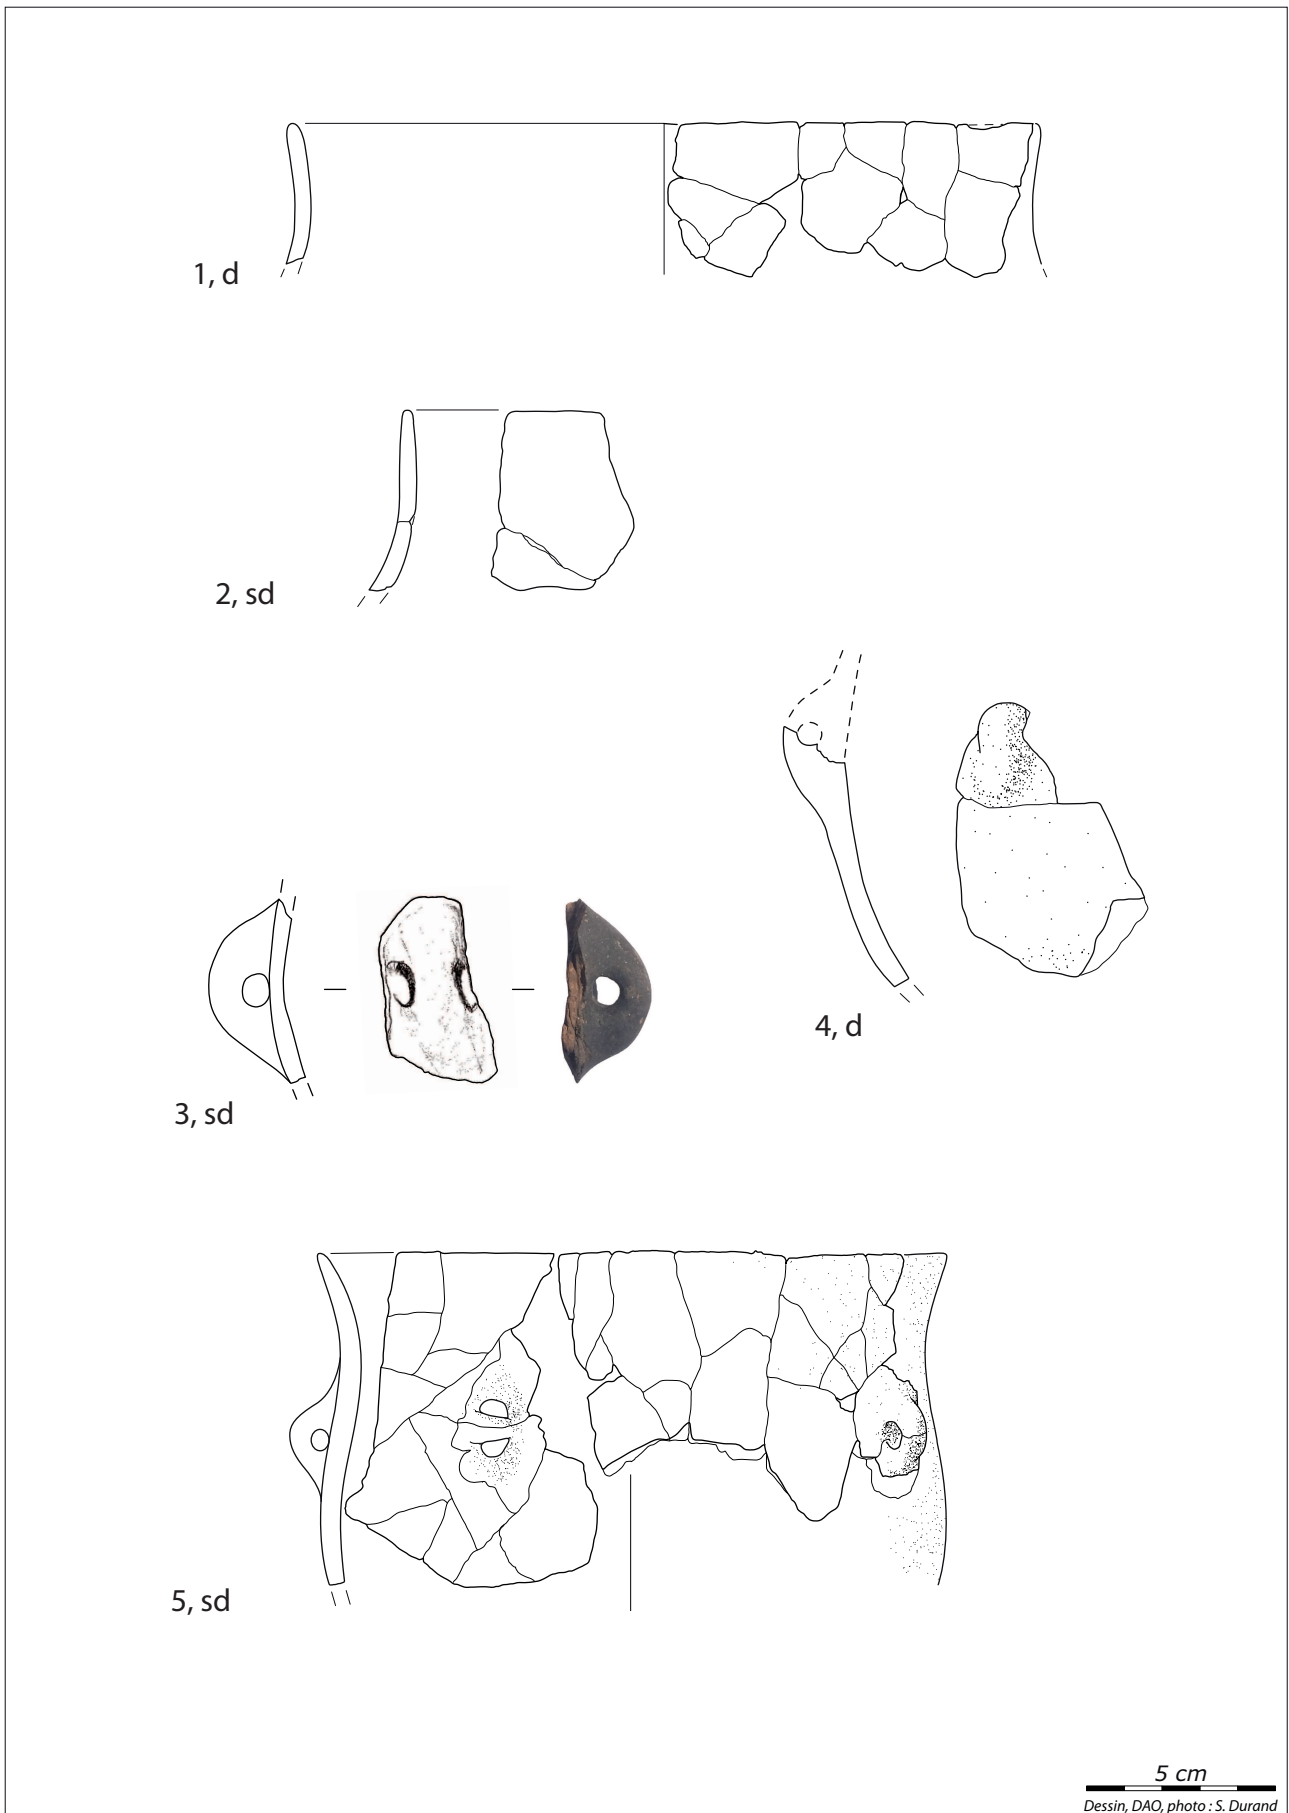 1, d
2, sd
4, d
3, sd
5, sd
5 cm
Dessin, DAO, photo : S. Durand